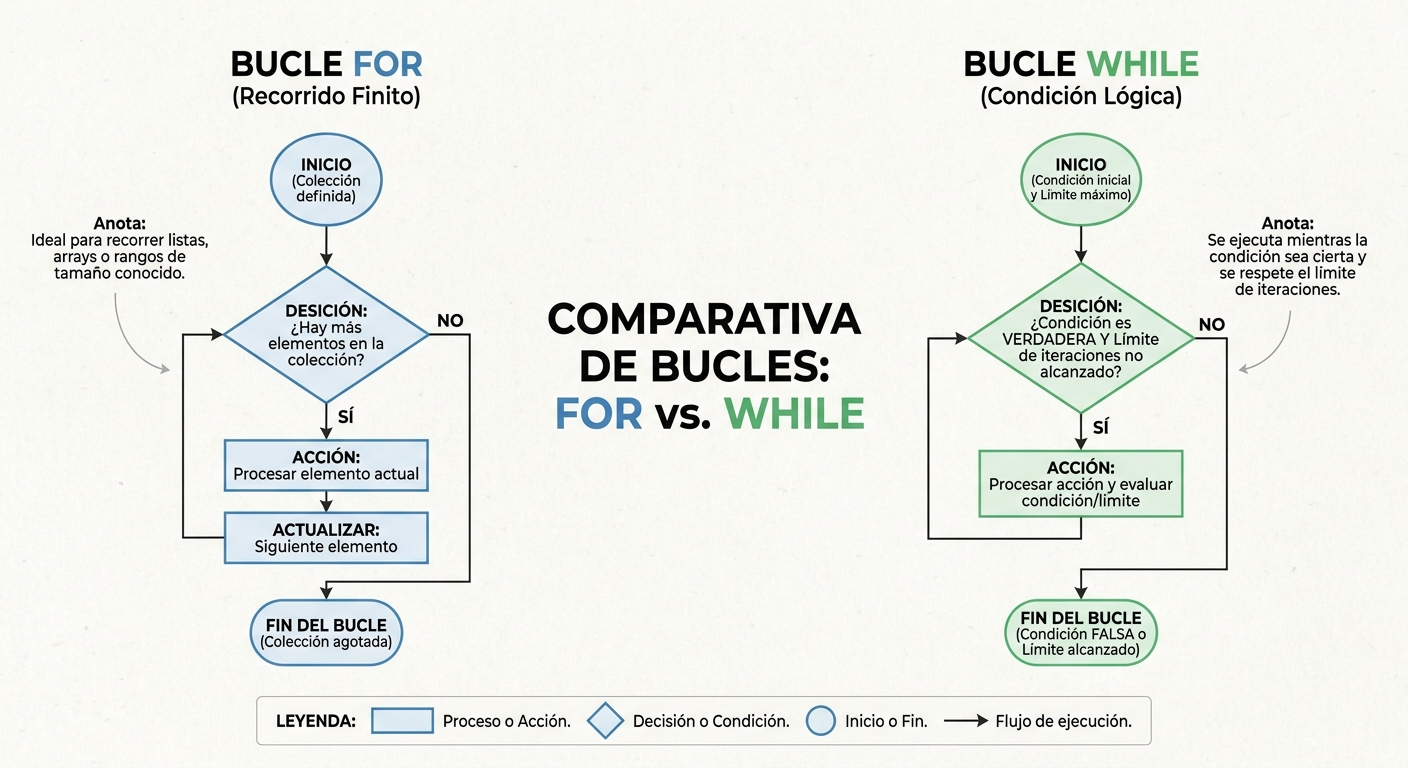 BUCLE FOR
(Recorrido Finito)
INICIO
(Colección
definida)
Anota:
Ideal para recorrer listas,
arrays o rangos de
tamaño conocido.
DESICIÓN:
¿Hay más
elementos en la
colección?
NO
SÍ
ACCIÓN:
Procesar elemento actual
ACTUALIZAR:
Siguiente elemento
FIN DEL BUCLE
(Colección agotada)
COMPARATIVA
DE BUCLES:
FOR vs. WHILE
BUCLE WHILE
(Condición Lógica)
INICIO
(Condición inicial
y Límite máximo)
Anota:
Se ejecuta mientras la
condición sea cierta y
se respete el límite
de iteraciones.
DESICIÓN:
¿Condición es
VERDADERA Y Límite
de iteraciones no
alcanzado?
NO
SÍ
ACCIÓN:
Procesar acción y evaluar
condición/límite
FIN DEL BUCLE
(Condición FALSA o
Límite alcanzado)
LEYENDA: Proceso o Acción. Decisión o Condición. Inicio o Fin. Flujo de ejecución.